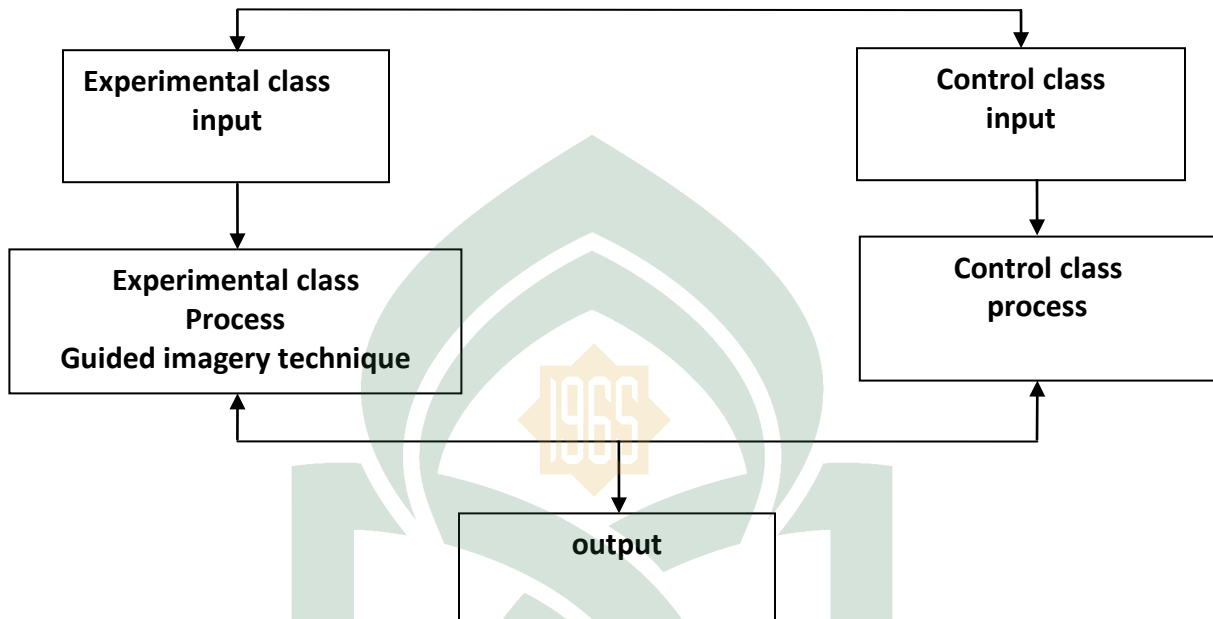 Experimental class
input
Control class
input
Experimental class
Process
Guided imagery technique
Control class
process
1965
output